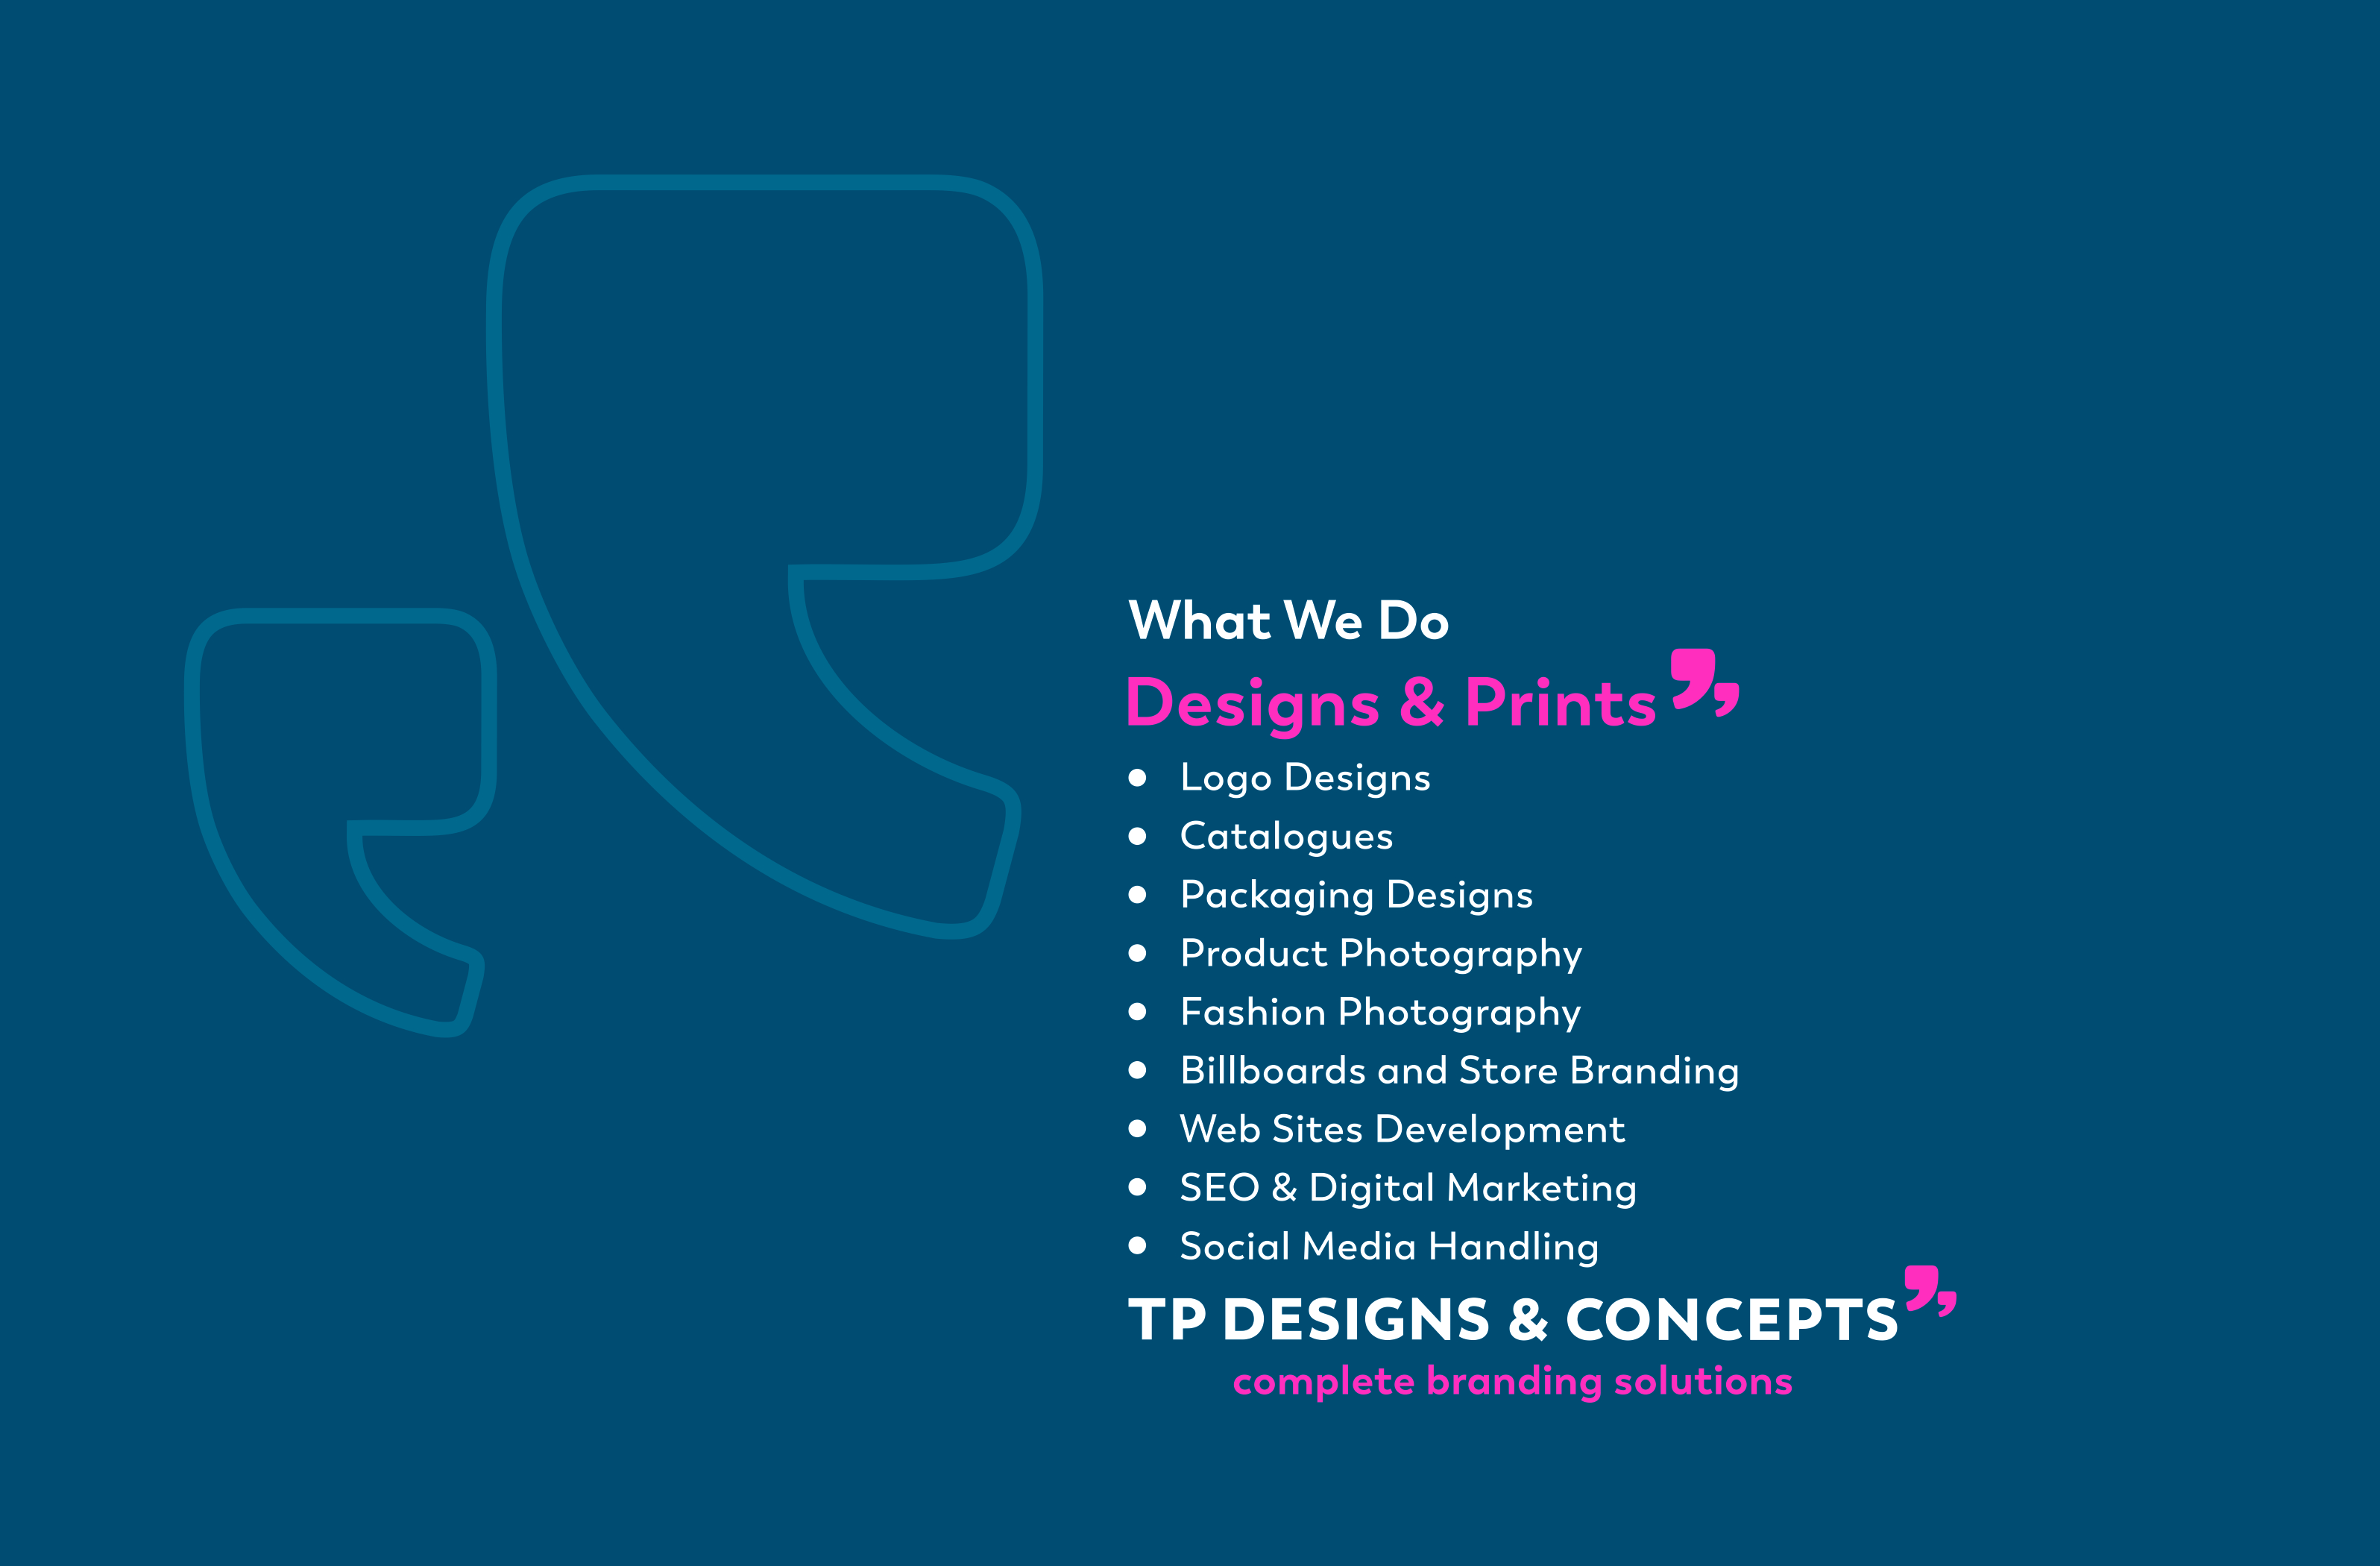 What We Do
Designs & Prints
• Logo Designs
• Catalogues
• Packaging Designs
• Product Photography
• Fashion Photography
• Billboards and Store Branding
• Web Sites Development
• SEO & Digital Marketing
• Social Media Handling
TP DESIGNS & CONCEPTS
complete branding solutions